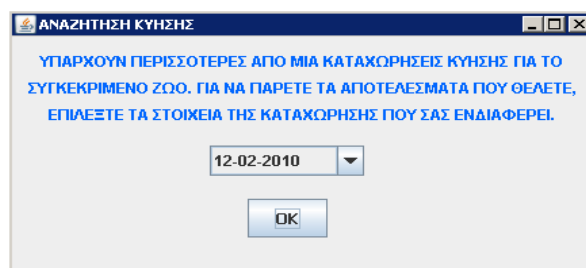 ΑΝΑΖΗΤΗΣΗ ΚΥΗΣΗΣ
ΥΠΑΡΧΟΥΝ ΠΕΡΙΣΣΟΤΕΡΕΣ ΑΠΟ ΜΙΑ ΚΑΤΑΧΩΡΗΣΕΙΣ ΚΥΗΣΗΣ ΓΙΑ ΤΟ
ΣΥΓΚΕΚΡΙΜΕΝΟ ΖΩΟ. ΓΙΑ ΝΑ ΠΑΡΕΤΕ ΤΑ ΑΠΟΤΕΛΕΣΜΑΤΑ ΠΟΥ ΘΕΛΕΤΕ,
ΕΠΙΛΕΞΤΕ ΤΑ ΣΤΟΙΧΕΙΑ ΤΗΣ ΚΑΤΑΧΩΡΗΣΗΣ ΠΟΥ ΣΑΣ ΕΝΔΙΑΦΕΡΕΙ.
12-02-2010
OK